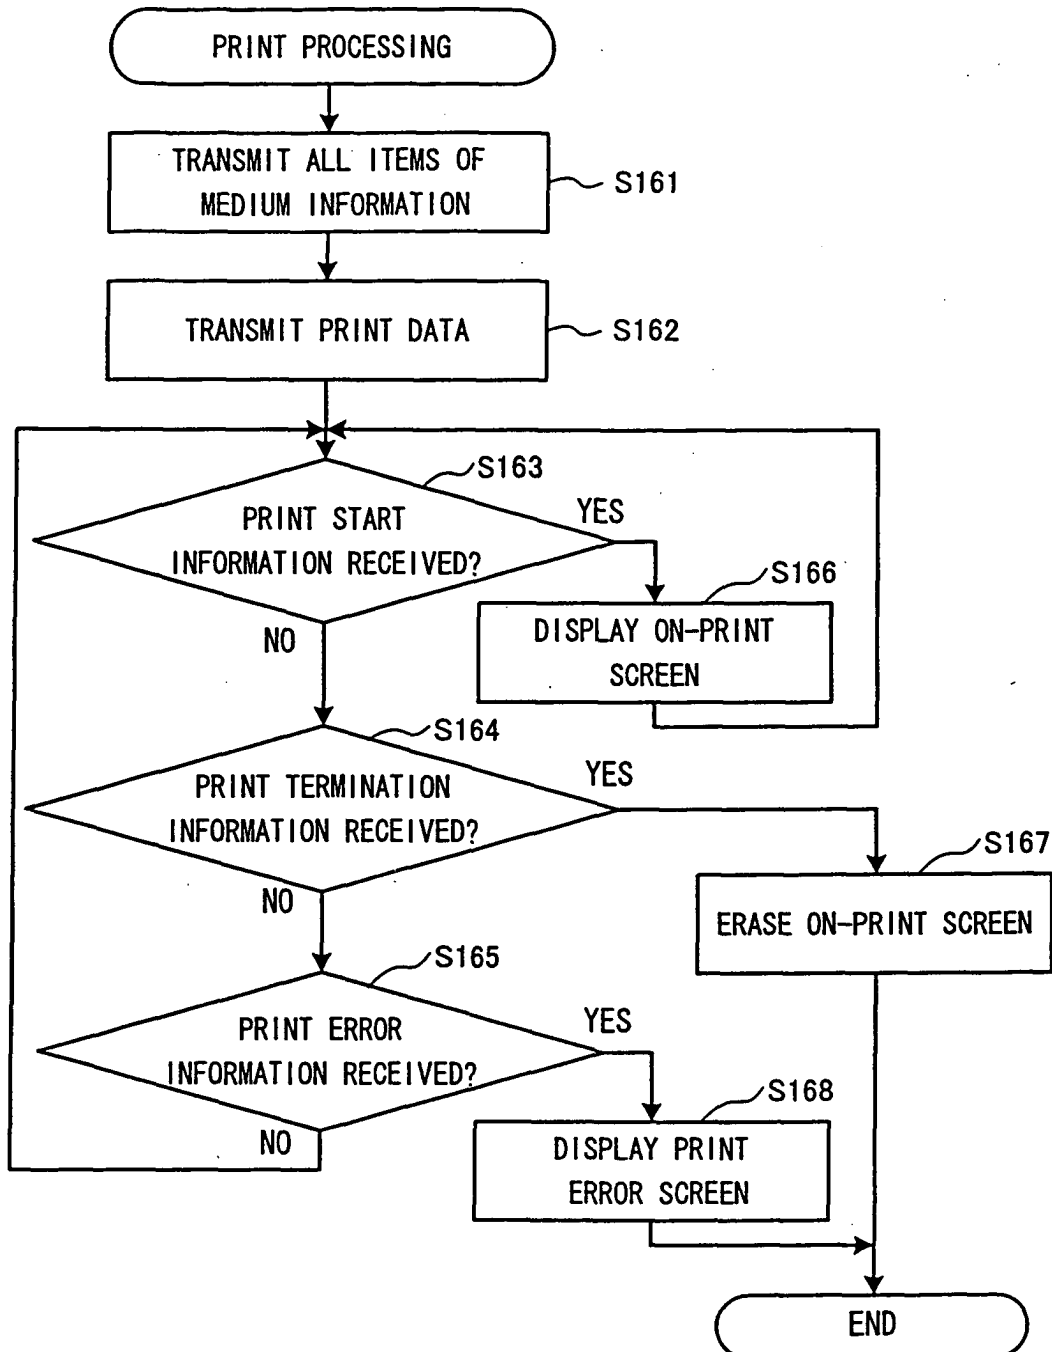 PRINT PROCESSING
TRANSMIT ALL ITEMS OF
MEDIUM INFORMATION
S161
TRANSMIT PRINT DATA
S162
S163
PRINT START
INFORMATION RECEIVED?
YES
NO
S166
DISPLAY ON-PRINT
SCREEN
S164
PRINT TERMINATION
INFORMATION RECEIVED?
YES
NO
S167
ERASE ON-PRINT SCREEN
S165
PRINT ERROR
INFORMATION RECEIVED?
YES
NO
S168
DISPLAY PRINT
ERROR SCREEN
END